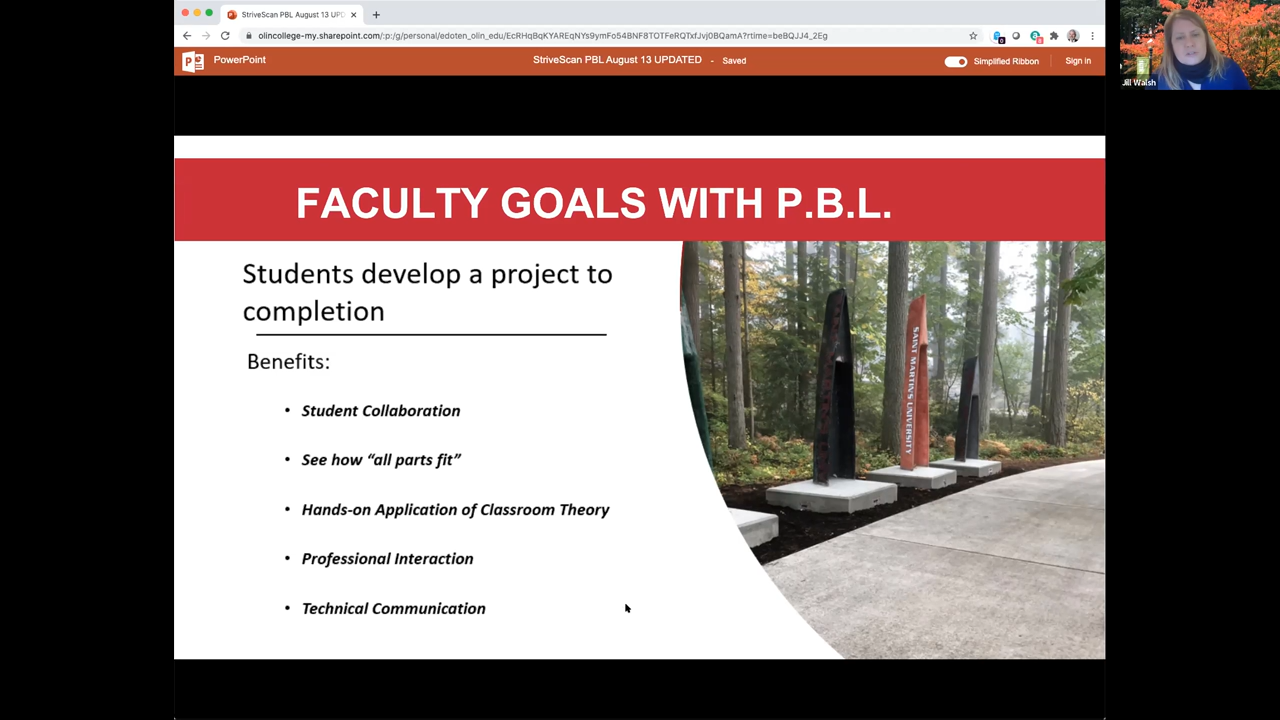 StriveScan PBL August 13 UPD
olincollege-my.sharepoint.com/:p:/g/personal/edoten_olin_edu/EcRHqBqKYAREqNYs9ymFo54BNF8TOTFeRQTxfJvj0BQamA?rtime=beBQJJ4_2Eg
PowerPoint
StriveScan PBL August 13 UPDATED - Saved
Simplified Ribbon
Sign in
Jill Walsh
FACULTY GOALS WITH P.B.L.
Students develop a project to
completion
Benefits:
• Student Collaboration
• See how “all parts fit”
• Hands-on Application of Classroom Theory
• Professional Interaction
• Technical Communication
SAINT MARTIN'S UNIVERSITY